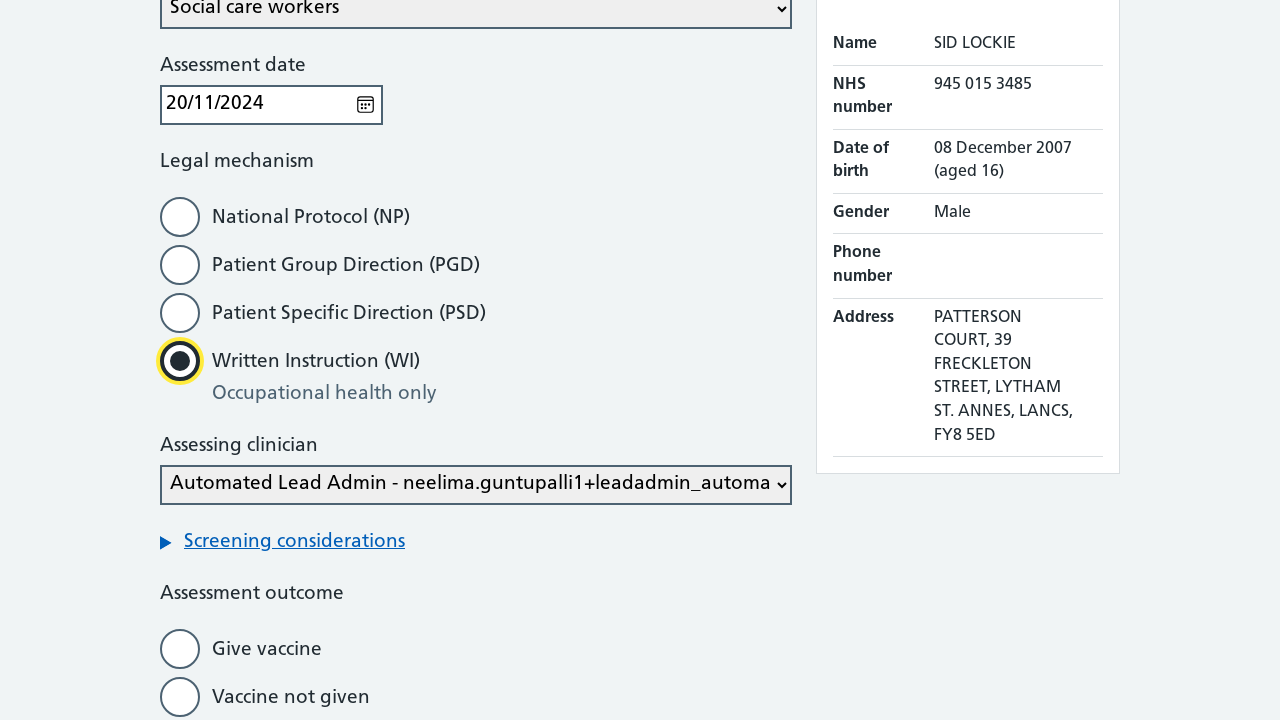 Social care workers
Assessment date
20/11/2024
Legal mechanism
National Protocol (NP)
Patient Group Direction (PGD)
Patient Specific Direction (PSD)
Written Instruction (WI)
Occupational health only
Assessing clinician
Automated Lead Admin - neelima.guntupalli1+leadadmin_automa
Screening considerations
Assessment outcome
Give vaccine
Vaccine not given
Name SID LOCKIE
NHS number 945 015 3485
Date of birth 08 December 2007 (aged 16)
Gender Male
Phone number
Address PATTERSON
COURT, 39
FRECKLETON
STREET, LYTHAM
ST. ANNES, LANCS,
FY8 5ED